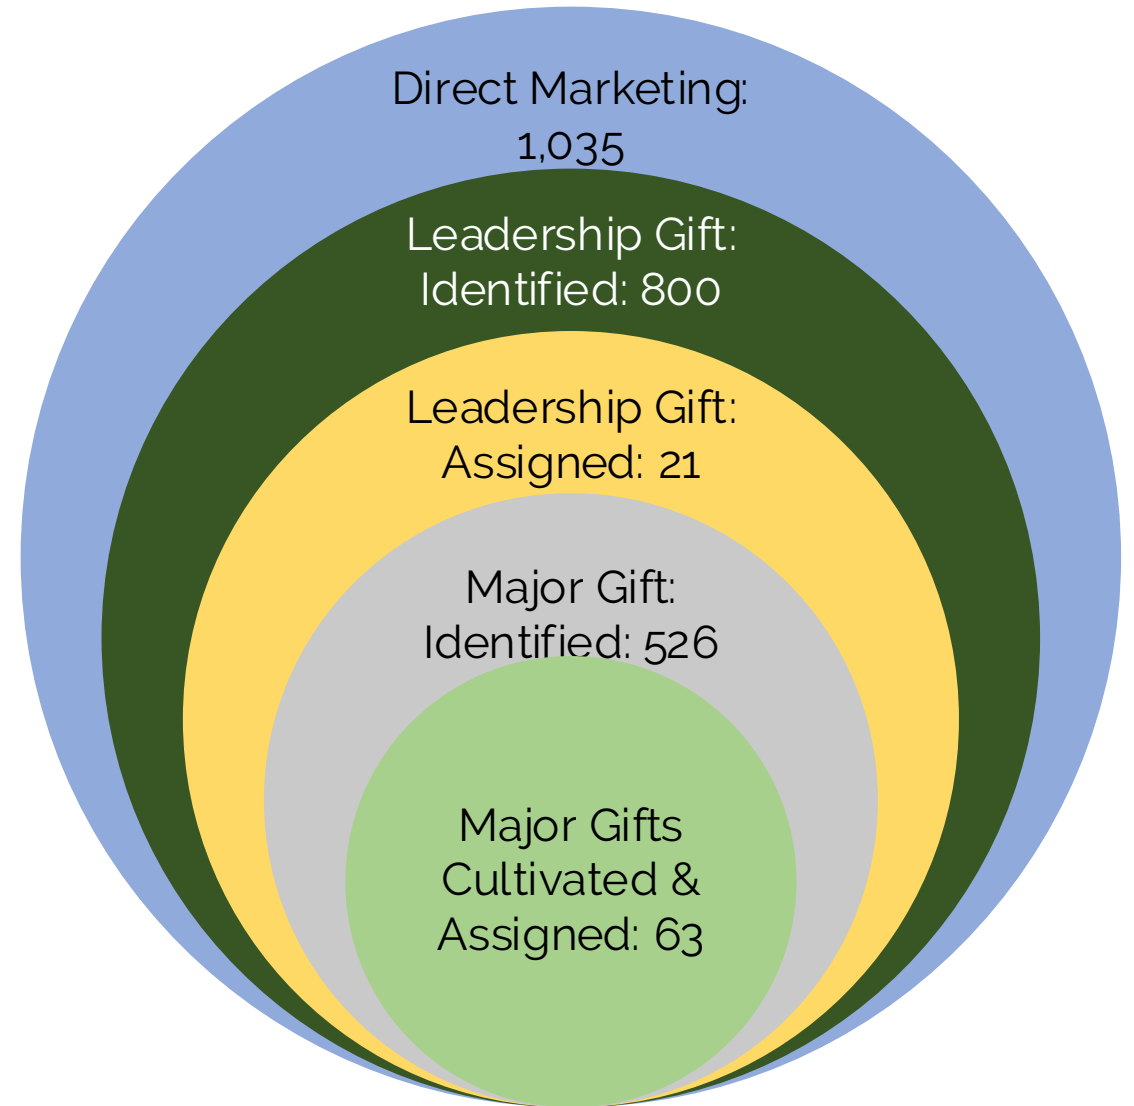 Direct Marketing:
1,035
Leadership Gift:
Identified: 800
Leadership Gift:
Assigned: 21
Major Gift:
Identified: 526
Major Gifts
Cultivated &
Assigned: 63